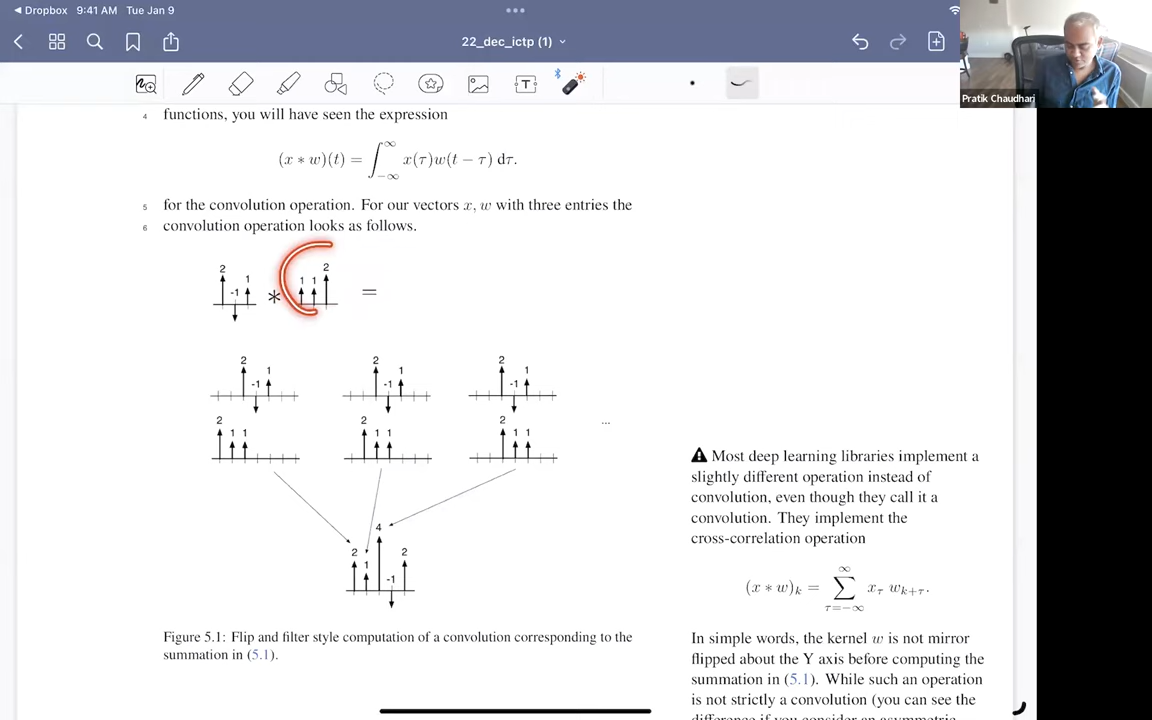 Dropbox 9:41 AM Tue Jan 9
22_dec_ictp (1)
Pratik Chaudhari
4 functions, you will have seen the expression
(x ∗ w)(t) = ∫_{−∞}^{∞} x(τ)w(t − τ) dτ.
5 for the convolution operation. For our vectors x, w with three entries the
6 convolution operation looks as follows.
2 -1 1 * 1 1 2 =
2 -1 1 2 -1 1 2 -1 1
2 1 1 2 1 1 2 1 1 ...
2 1 4 -1 2
Figure 5.1: Flip and filter style computation of a convolution corresponding to the
summation in (5.1).
Most deep learning libraries implement a
slightly different operation instead of
convolution, even though they call it a
convolution. They implement the
cross-correlation operation
(x ∗ w)_k = ∑_{τ=−∞}^{∞} x_τ w_{k+τ}.
In simple words, the kernel w is not mirror
flipped about the Y axis before computing the
summation in (5.1). While such an operation
is not strictly a convolution (you can see the
difference if you consider an asymmetric